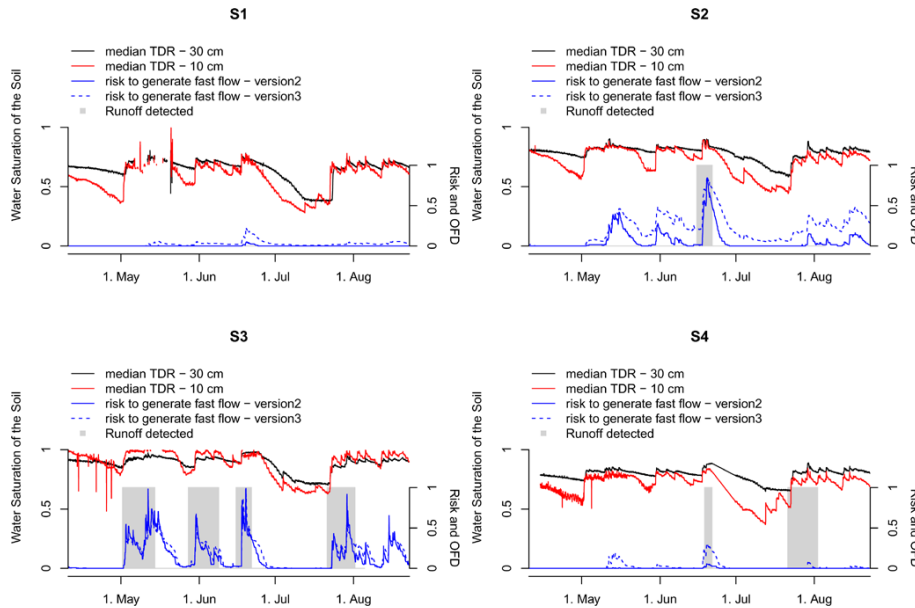 S1
median TDR − 30 cm
median TDR − 10 cm
risk to generate fast flow − version2
risk to generate fast flow − version3
Runoff detected
Water Saturation of the Soil
1
0.5
0
1
0.5
0
Risk and OFD
1. May 1. Jun 1. Jul 1. Aug
S2
median TDR − 30 cm
median TDR − 10 cm
risk to generate fast flow − version2
risk to generate fast flow − version3
Runoff detected
Water Saturation of the Soil
1
0.5
0
1
0.5
0
Risk and OFD
1. May 1. Jun 1. Jul 1. Aug
S3
median TDR − 30 cm
median TDR − 10 cm
risk to generate fast flow − version2
risk to generate fast flow − version3
Runoff detected
Water Saturation of the Soil
1
0.5
0
1
0.5
0
Risk and OFD
1. May 1. Jun 1. Jul 1. Aug
S4
median TDR − 30 cm
median TDR − 10 cm
risk to generate fast flow − version2
risk to generate fast flow − version3
Runoff detected
Water Saturation of the Soil
1
0.5
0
1
0.5
0
Risk and OFD
1. May 1. Jun 1. Jul 1. Aug